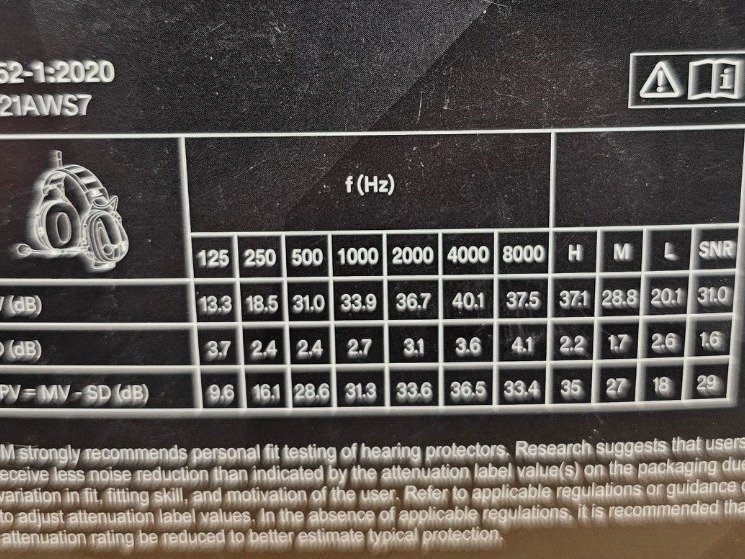 52-1:2020
21AWS7
f (Hz)
125 250 500 1000 2000 4000 8000 H M L SNR
V (dB) 13.3 18.5 31.0 33.9 36.7 40.1 37.5 37.1 28.8 20.1 31.0
D (dB) 3.7 2.4 2.4 2.7 3.1 3.6 4.1 2.2 1.7 2.6 1.6
PV = MV - SD (dB) 9.6 16.1 28.6 31.3 33.6 36.5 33.4 35 27 18 29
M strongly recommends personal fit testing of hearing protectors. Research suggests that users
eceive less noise reduction than indicated by the attenuation label value(s) on the packaging due
variation in fit, fitting skill, and motivation of the user. Refer to applicable regulations or guidance
to adjust attenuation label values. In the absence of applicable regulations, it is recommended tha
attenuation rating be reduced to better estimate typical protection.